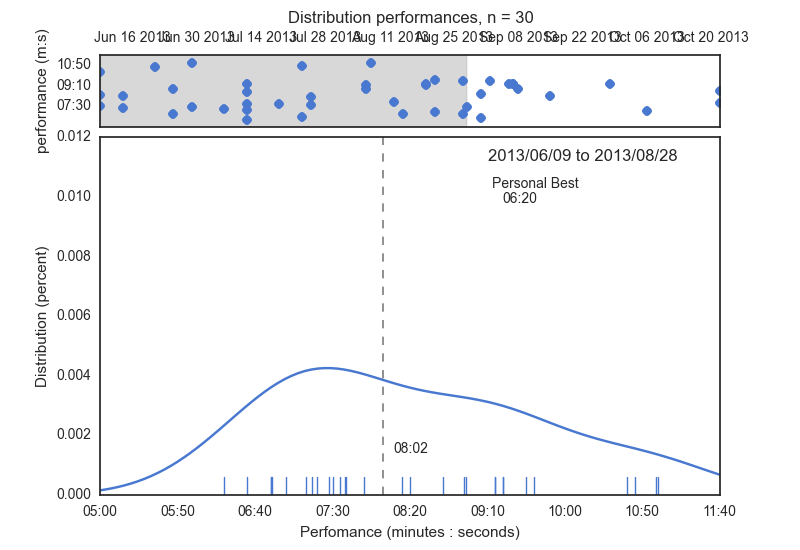 Distribution performances, n = 30
Jun 16 2013 Jun 30 2013 Jul 14 2013 Jul 28 2013 Aug 11 2013 Aug 25 2013 Sep 08 2013 Sep 22 2013 Oct 06 2013 Oct 20 2013
performance (m:s)
10:50
09:10
07:30
0.012
2013/06/09 to 2013/08/28
Personal Best
06:20
0.010
0.008
Distribution (percent)
0.006
0.004
0.002
08:02
0.000
05:00 05:50 06:40 07:30 08:20 09:10 10:00 10:50 11:40
Perfomance (minutes : seconds)